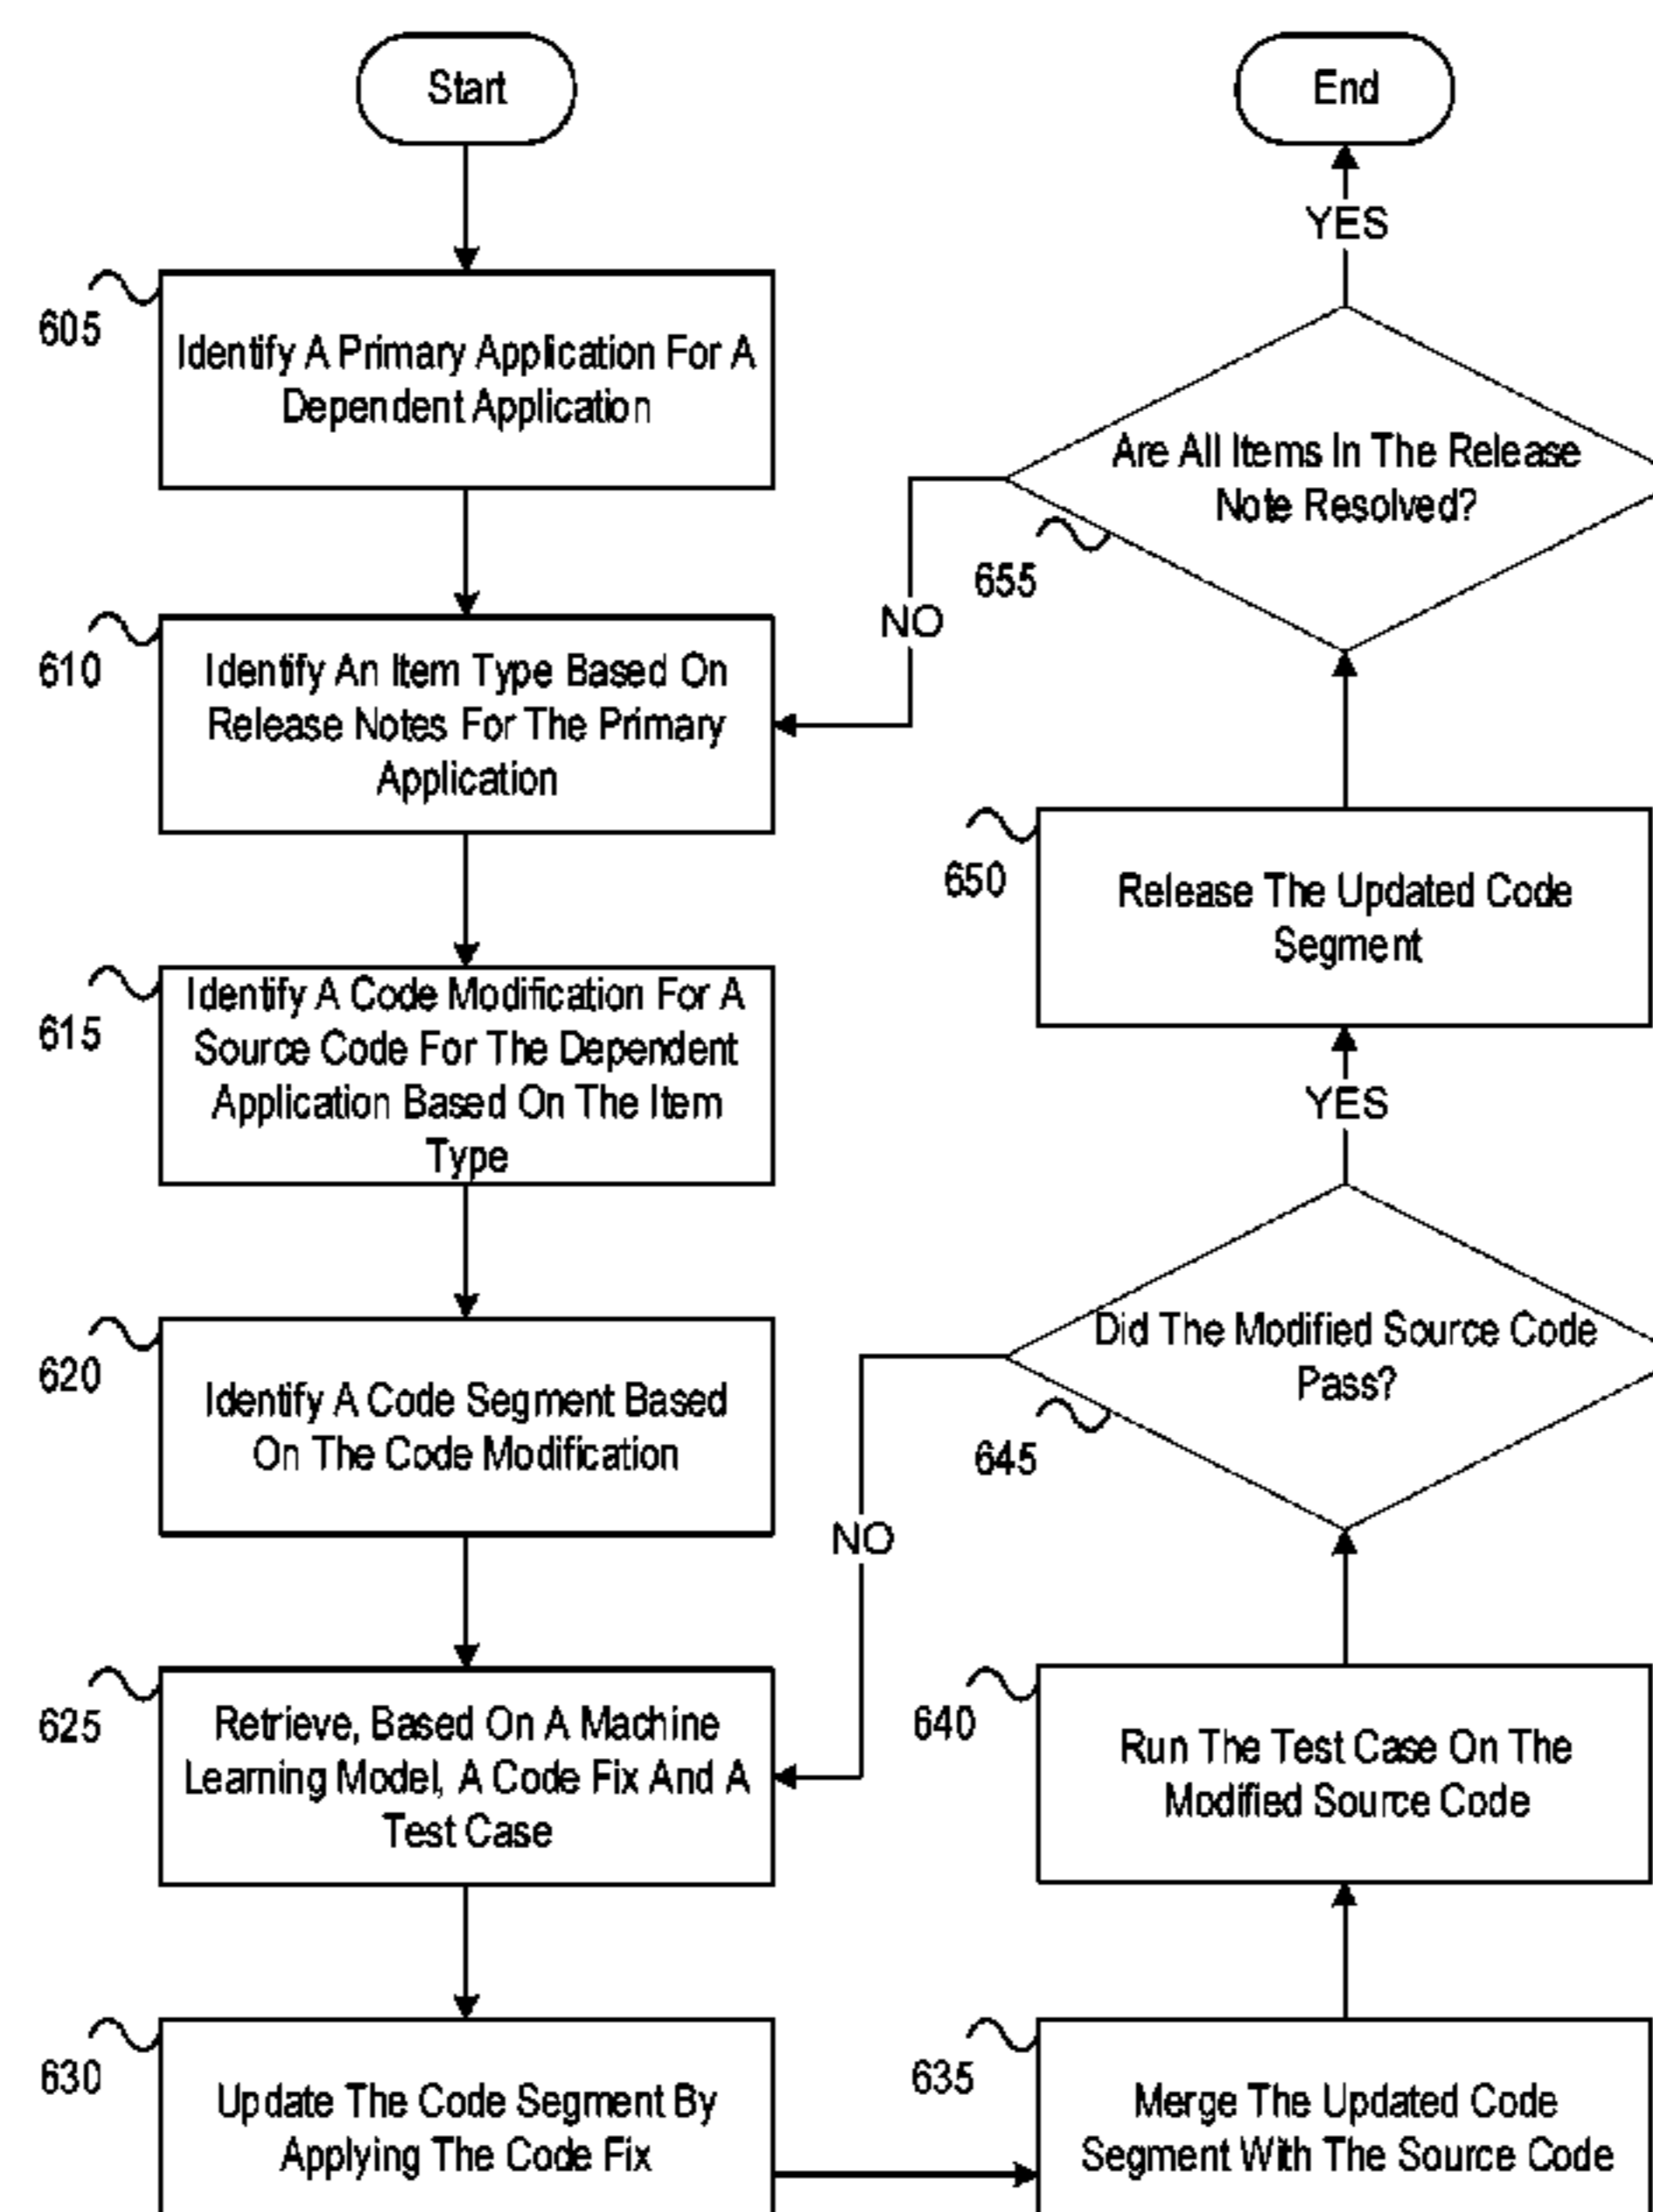 Start
605
Identify A Primary Application For A
Dependent Application
610
Identify An Item Type Based On
Release Notes For The Primary
Application
615
Identify A Code Modification For A
Source Code For The Dependent
Application Based On The Item
Type
620
Identify A Code Segment Based
On The Code Modification
625
Retrieve, Based On A Machine
Learning Model, A Code Fix And A
Test Case
630
Update The Code Segment By
Applying The Code Fix
635
Merge The Updated Code
Segment With The Source Code
640
Run The Test Case On The
Modified Source Code
645
Did The Modified Source Code
Pass?
NO
YES
650
Release The Updated Code
Segment
655
Are All Items In The Release
Note Resolved?
NO
YES
End